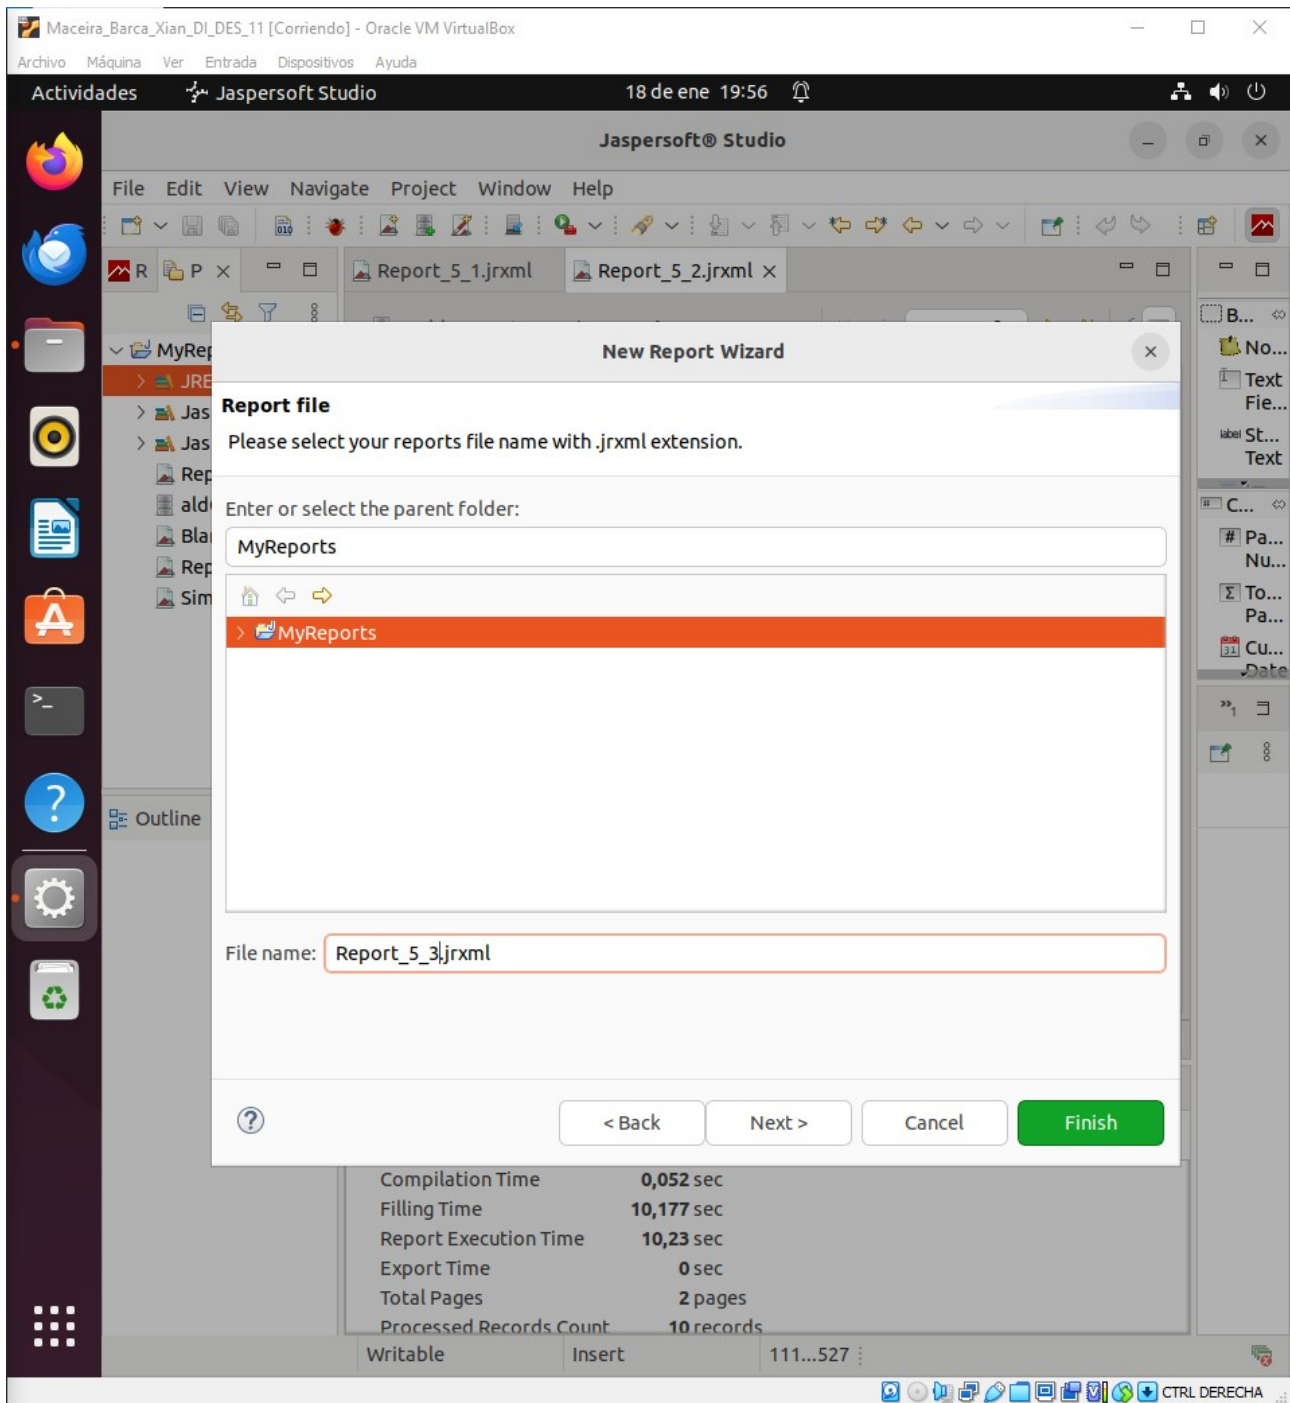 Maceira_Barca_Xian_DI_DES_11 [Corriendo] - Oracle VM VirtualBox
Archivo Máquina Ver Entrada Dispositivos Ayuda
Actividades Jaspersoft Studio 18 de ene 19:56
Jaspersoft® Studio
File Edit View Navigate Project Window Help
R P Report_5_1.jrxml Report_5_2.jrxml
MyRep
JRE
Jas
Jas
Rep
ald
Bla
Rep
Sim
Outline
New Report Wizard
Report file
Please select your reports file name with .jrxml extension.
Enter or select the parent folder:
MyReports
MyReports
File name: Report_5_3.jrxml
< Back Next > Cancel Finish
B...
No...
Text
Fie...
label St...
Text
C...
# Pa...
Nu...
Σ To...
Pa...
31 Cu...
Date
»1
Compilation Time 0,052 sec
Filling Time 10,177 sec
Report Execution Time 10,23 sec
Export Time 0 sec
Total Pages 2 pages
Processed Records Count 10 records
Writable Insert 111...527
CTRL DERECHA